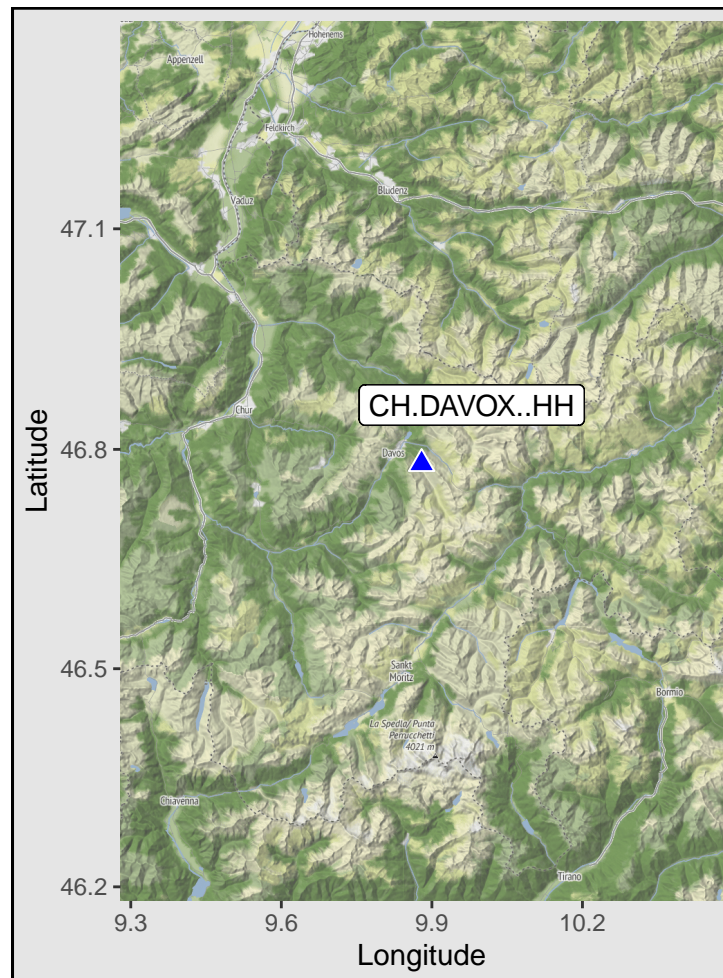 Hohenems
Appenzell
Feldkirch
Bludenz
Vaduz
47.1
Chur
CH.DAVOX..HH
46.8
Davos
Latitude
46.5
Sankt
Moritz
Bormio
La Spedla/ Punta
Perrucchetti
4021 m
Chiavenna
Tirano
46.2
9.3
9.6
9.9
10.2
Longitude